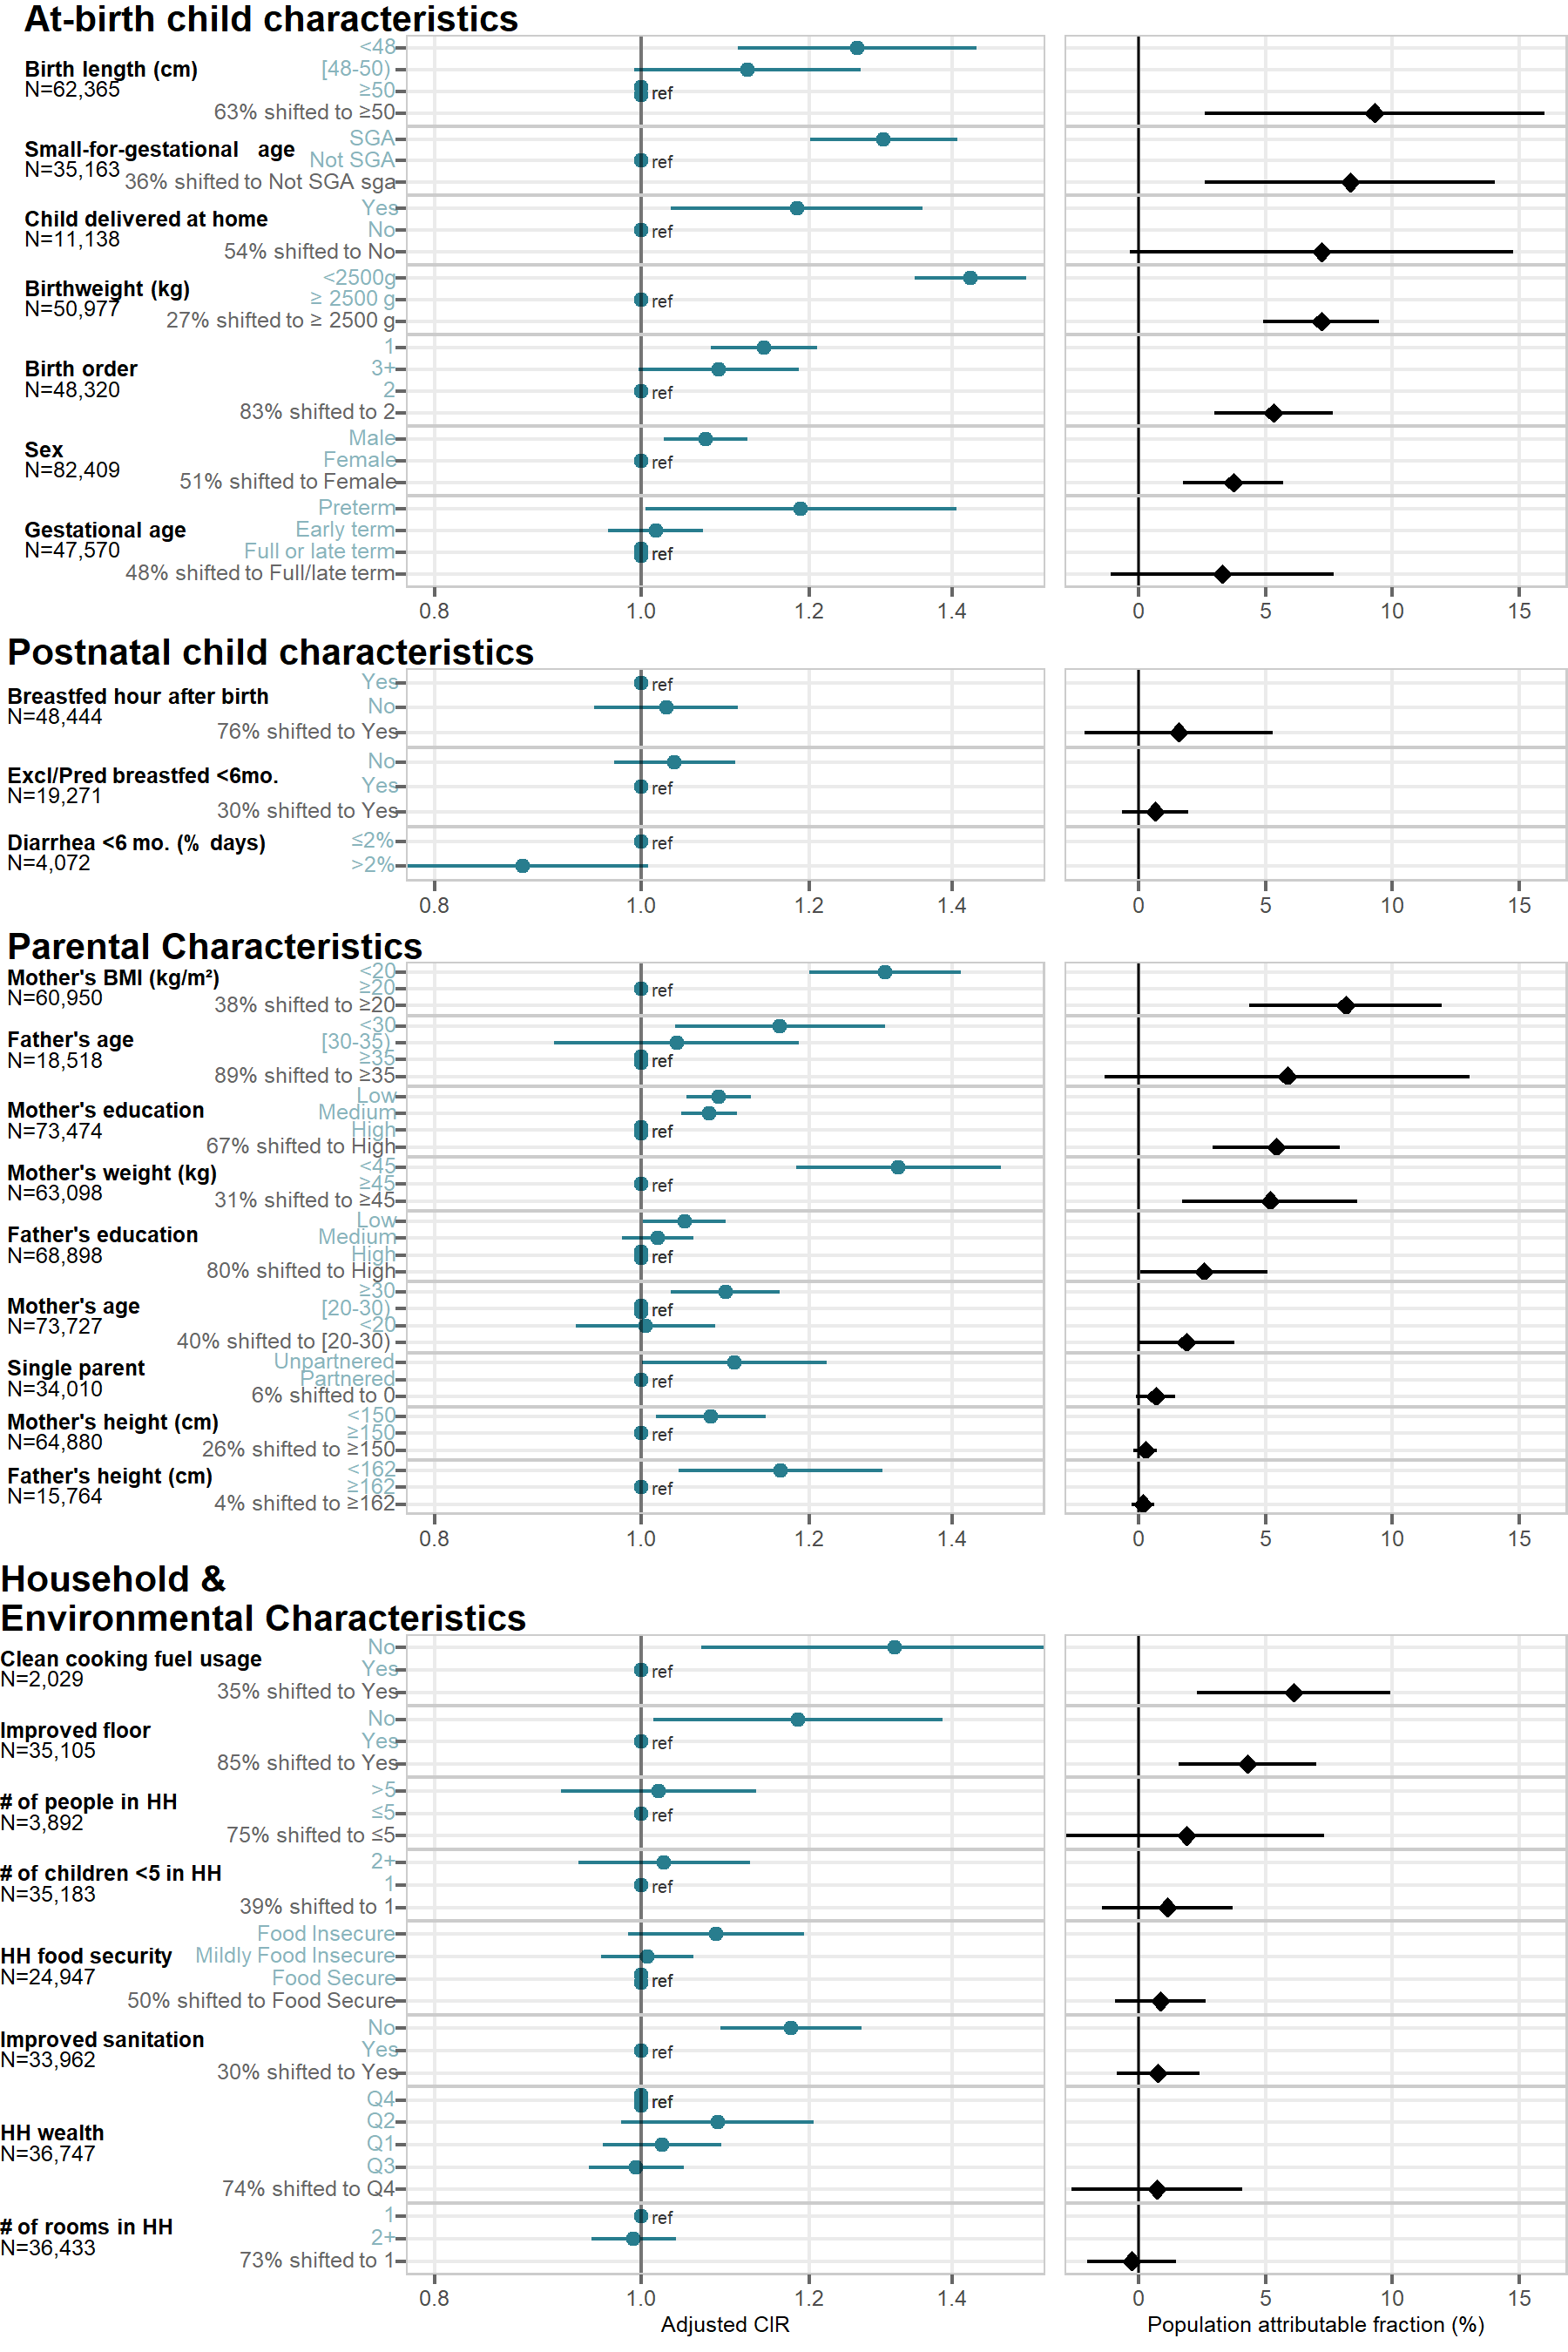 At-birth child characteristics
Birth length (cm)
N=62,365
<48
[48-50)
≥50
63% shifted to ≥50
ref
Small-for-gestational age
N=35,163
SGA
Not SGA
36% shifted to Not SGA sga
ref
Child delivered at home
N=11,138
Yes
No
54% shifted to No
ref
Birthweight (kg)
N=50,977
<2500g
≥ 2500 g
27% shifted to ≥ 2500 g
ref
Birth order
N=48,320
1
3+
2
83% shifted to 2
ref
Sex
N=82,409
Male
Female
51% shifted to Female
ref
Gestational age
N=47,570
Preterm
Early term
Full or late term
48% shifted to Full/late term
ref
0.8 1.0 1.2 1.4
0 5 10 15
Postnatal child characteristics
Breastfed hour after birth
N=48,444
Yes
No
76% shifted to Yes
ref
Excl/Pred breastfed <6mo.
N=19,271
No
Yes
30% shifted to Yes
ref
Diarrhea <6 mo. (% days)
N=4,072
≤2%
>2%
ref
0.8 1.0 1.2 1.4
0 5 10 15
Parental Characteristics
Mother's BMI (kg/m²)
N=60,950
<20
≥20
38% shifted to ≥20
ref
Father's age
N=18,518
<30
[30-35)
≥35
89% shifted to ≥35
ref
Mother's education
N=73,474
Low
Medium
High
67% shifted to High
ref
Mother's weight (kg)
N=63,098
<45
≥45
31% shifted to ≥45
ref
Father's education
N=68,898
Low
Medium
High
80% shifted to High
ref
Mother's age
N=73,727
≥30
[20-30)
<20
40% shifted to [20-30)
ref
Single parent
N=34,010
Unpartnered
Partnered
6% shifted to 0
ref
Mother's height (cm)
N=64,880
<150
≥150
26% shifted to ≥150
ref
Father's height (cm)
N=15,764
<162
≥162
4% shifted to ≥162
ref
0.8 1.0 1.2 1.4
0 5 10 15
Household &
Environmental Characteristics
Clean cooking fuel usage
N=2,029
No
Yes
35% shifted to Yes
ref
Improved floor
N=35,105
No
Yes
85% shifted to Yes
ref
# of people in HH
N=3,892
>5
≤5
75% shifted to ≤5
ref
# of children <5 in HH
N=35,183
2+
1
39% shifted to 1
ref
HH food security
N=24,947
Food Insecure
Mildly Food Insecure
Food Secure
50% shifted to Food Secure
ref
Improved sanitation
N=33,962
No
Yes
30% shifted to Yes
ref
HH wealth
N=36,747
Q4
Q2
Q1
Q3
74% shifted to Q4
ref
# of rooms in HH
N=36,433
1
2+
73% shifted to 1
ref
0.8 1.0 1.2 1.4
0 5 10 15
Adjusted CIR
Population attributable fraction (%)